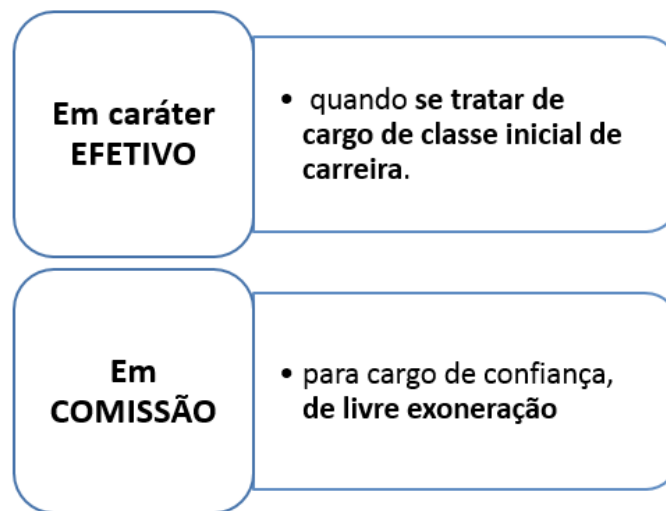 Em caráter
EFETIVO
• quando se tratar de
cargo de classe inicial de
carreira.
Em
COMISSÃO
• para cargo de confiança,
de livre exoneração